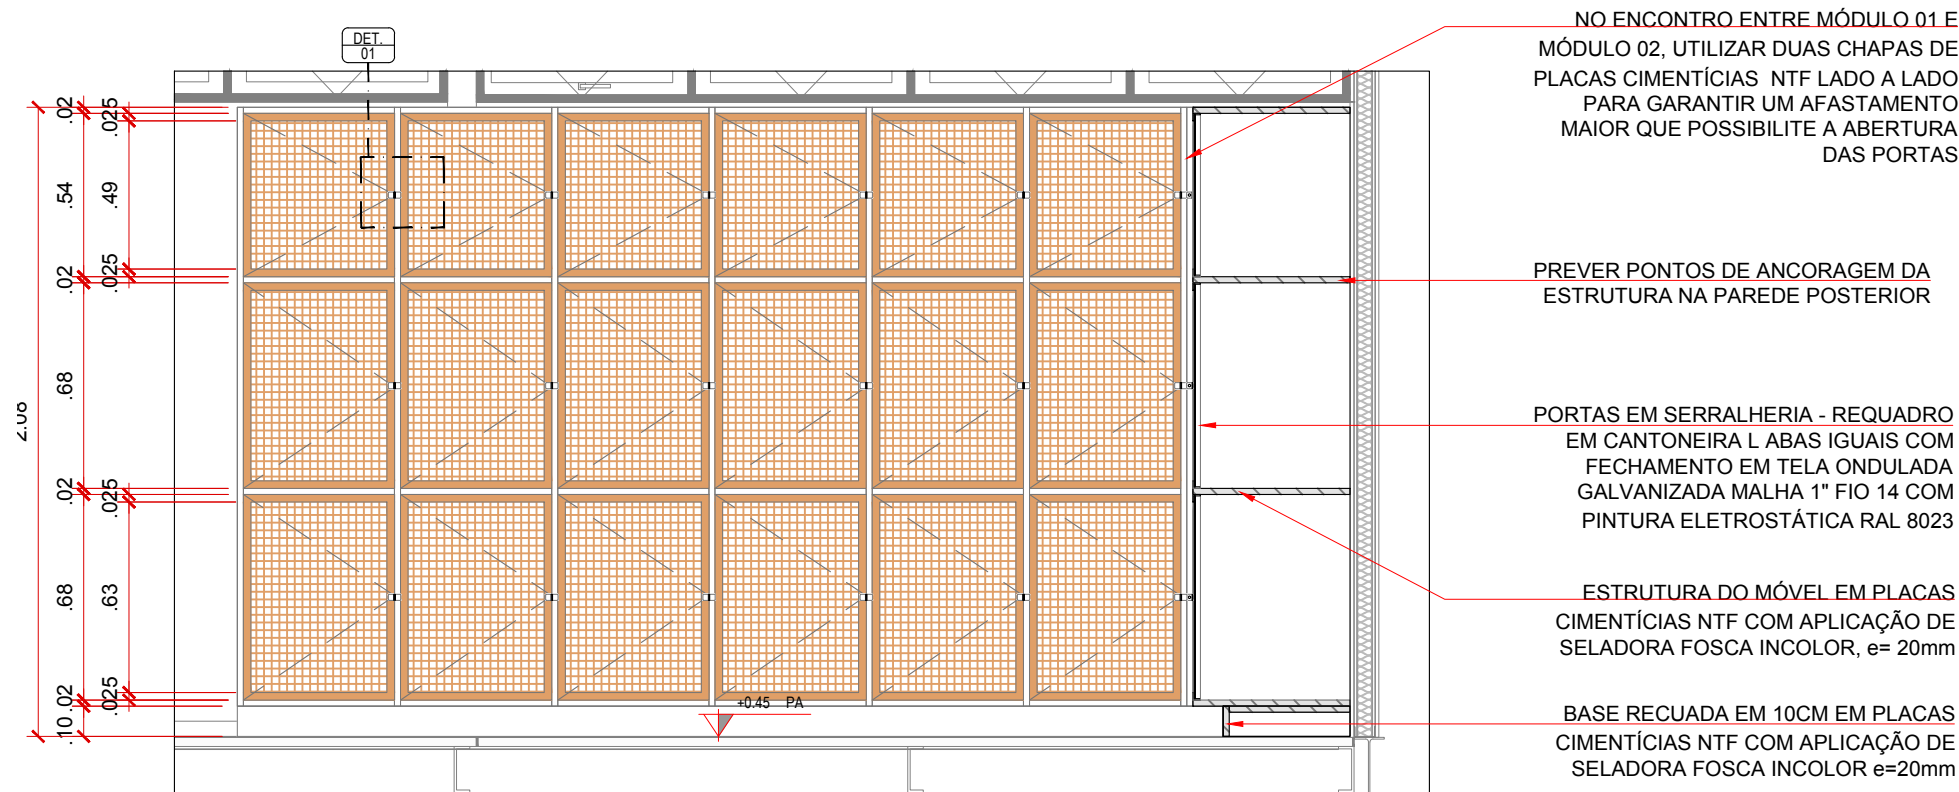 DET.
01
NO ENCONTRO ENTRE MÓDULO 01 E
MÓDULO 02, UTILIZAR DUAS CHAPAS DE
PLACAS CIMENTÍCIAS NTF LADO A LADO
PARA GARANTIR UM AFASTAMENTO
MAIOR QUE POSSIBILITE A ABERTURA
DAS PORTAS
PREVER PONTOS DE ANCORAGEM DA
ESTRUTURA NA PAREDE POSTERIOR
PORTAS EM SERRALHERIA - REQUADRO
EM CANTONEIRA L ABAS IGUAIS COM
FECHAMENTO EM TELA ONDULADA
GALVANIZADA MALHA 1" FIO 14 COM
PINTURA ELETROSTÁTICA RAL 8023
ESTRUTURA DO MÓVEL EM PLACAS
CIMENTÍCIAS NTF COM APLICAÇÃO DE
SELADORA FOSCA INCOLOR, e= 20mm
BASE RECUADA EM 10CM EM PLACAS
CIMENTÍCIAS NTF COM APLICAÇÃO DE
SELADORA FOSCA INCOLOR e=20mm
.02
.54
.02
.68
.02
.68
.02
.10
.025
.49
.025
.025
.63
.025
+0.45 PA